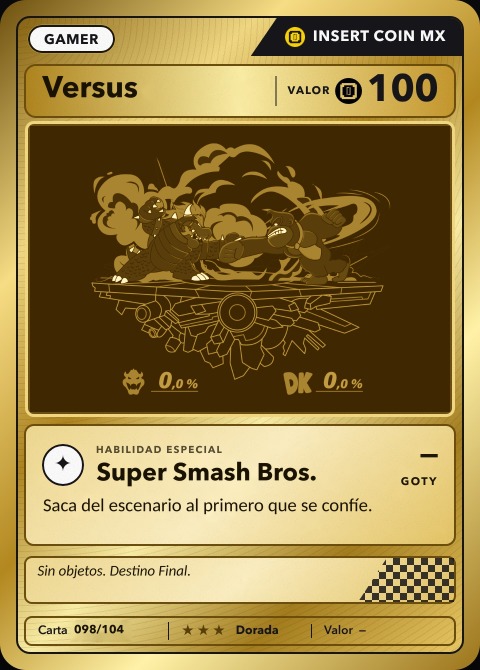 GAMER
INSERT COIN MX
Versus
VALOR 100
0,0 %
DK 0,0 %
HABILIDAD ESPECIAL
Super Smash Bros.
—
GOTY
Saca del escenario al primero que se confíe.
Sin objetos. Destino Final.
Carta 098/104 ★ ★ ★ Dorada Valor —